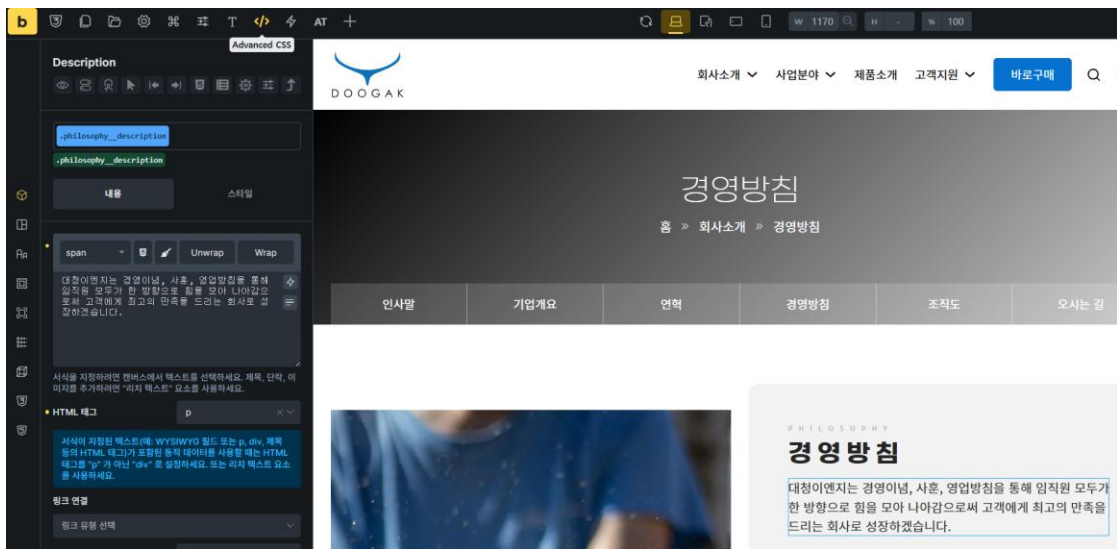 b
T
AT
W 1170
H -
% 100
Advanced CSS
Description
.philosophy__description
.philosophy__description
내용
스타일
span
Unwrap
Wrap
대청이엔지는 경영이념, 사훈, 영업방침을 통해
임직원 모두가 한 방향으로 힘을 모아 나아감으
로써 고객에게 최고의 만족을 드리는 회사로 성
장하겠습니다.
서식을 지정하려면 캔버스에서 텍스트를 선택하세요. 제목, 단락, 이
미지를 추가하려면 "리치 텍스트" 요소를 사용하세요.
HTML 태그
p
서식이 지정된 텍스트(예: WYSIWYG 필드 또는 p, div, 제목
등의 HTML 태그)가 포함된 동적 데이터를 사용할 때는 HTML
태그를 "p" 가 아닌 "div" 로 설정하세요. 또는 리치 텍스트 요소
를 사용하세요.
링크 연결
링크 유형 선택
DOOGAK
회사소개
사업분야
제품소개
고객지원
바로구매
경영방침
홈 » 회사소개 » 경영방침
인사말
기업개요
연혁
경영방침
조직도
오시는 길
PHILOSOPHY
경영방침
대청이엔지는 경영이념, 사훈, 영업방침을 통해 임직원 모두가
한 방향으로 힘을 모아 나아감으로써 고객에게 최고의 만족을
드리는 회사로 성장하겠습니다.